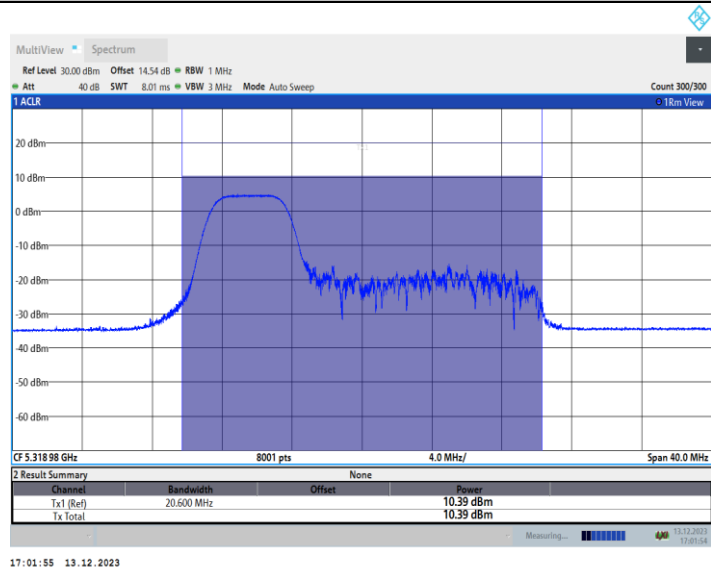 MultiView Spectrum
Ref Level 30.00 dBm Offset 14.54 dB RBW 1 MHz
Att 40 dB SWT 8.01 ms VBW 3 MHz Mode Auto Sweep Count 300/300
1 ACLR 1Rm View
20 dBm
10 dBm
0 dBm
-10 dBm
-20 dBm
-30 dBm
-40 dBm
-50 dBm
-60 dBm
CF 5.318 98 GHz 8001 pts 4.0 MHz/ Span 40.0 MHz
2 Result Summary None
Channel Bandwidth Offset Power
Tx1 (Ref) 20.600 MHz 10.39 dBm
Tx Total 10.39 dBm
Measuring... 13.12.2023
17:01:54
17:01:55 13.12.2023